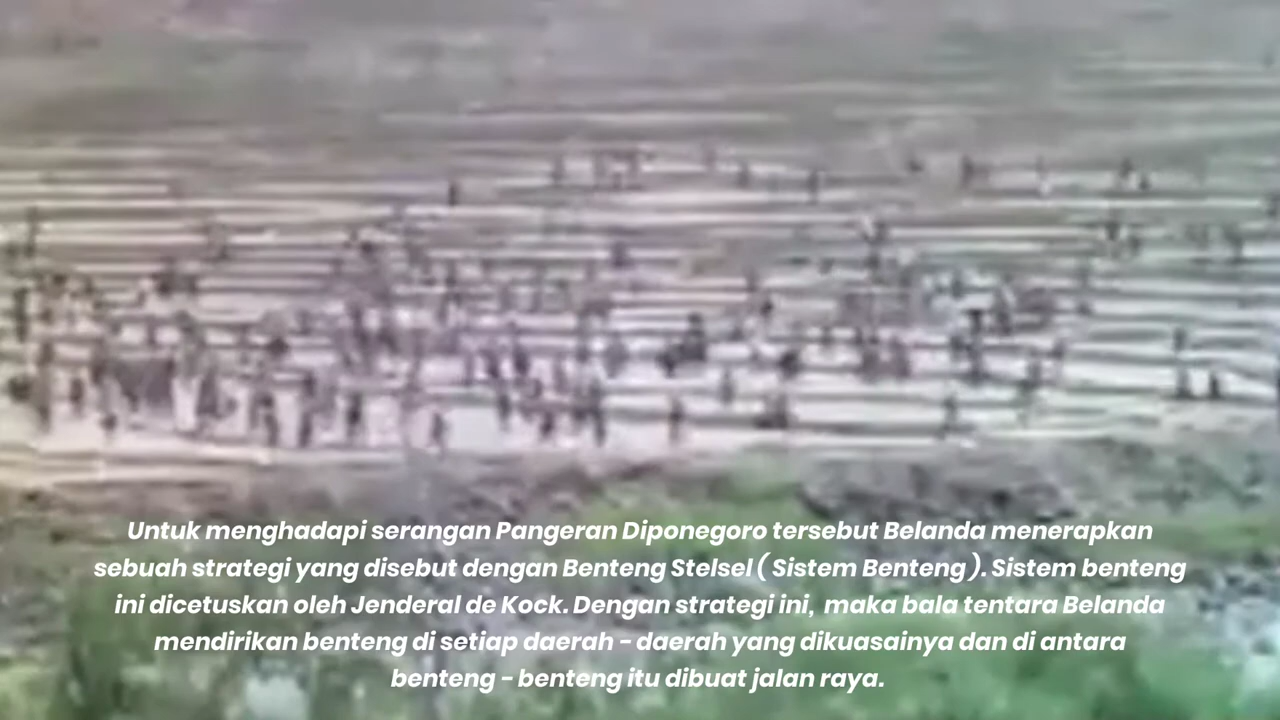 Untuk menghadapi serangan Pangeran Diponegoro tersebut Belanda menerapkan
sebuah strategi yang disebut dengan Benteng Stelsel ( Sistem Benteng ). Sistem benteng
ini dicetuskan oleh Jenderal de Kock. Dengan strategi ini, maka bala tentara Belanda
mendirikan benteng di setiap daerah - daerah yang dikuasainya dan di antara
benteng - benteng itu dibuat jalan raya.